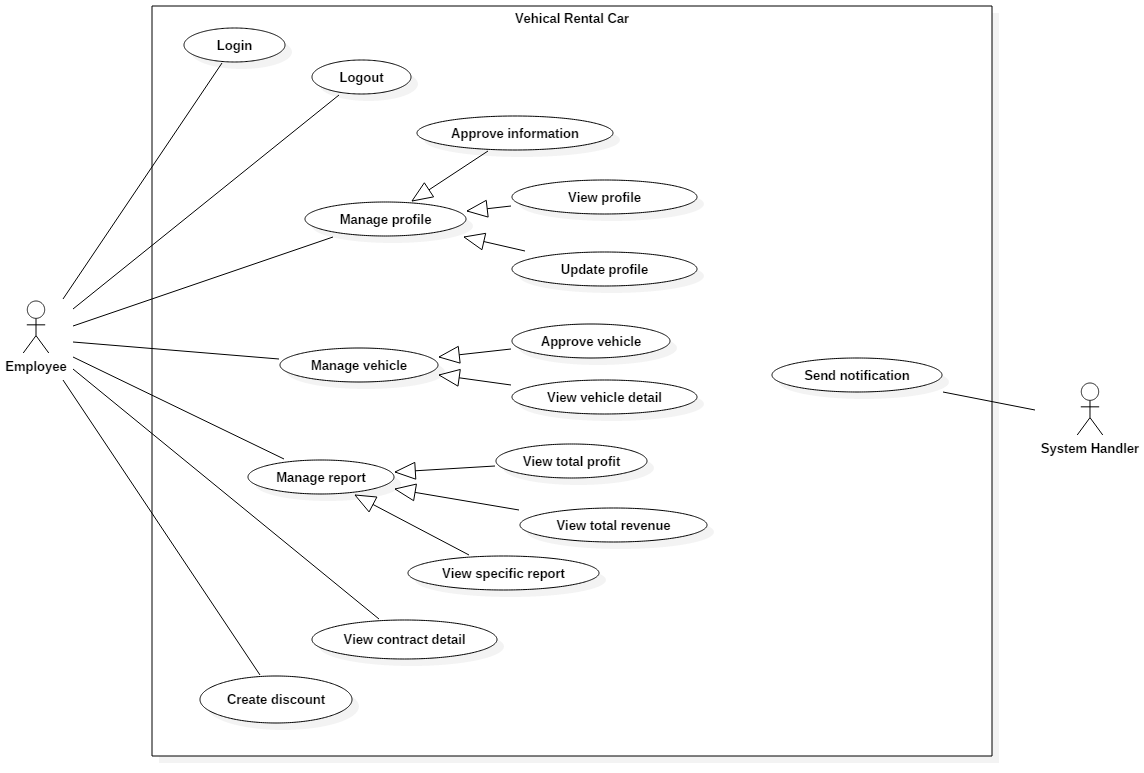 Vehical Rental Car
Login
Logout
Approve information
View profile
Manage profile
Update profile
Approve vehicle
Employee
Manage vehicle
Send notification
View vehicle detail
System Handler
View total profit
Manage report
View total revenue
View specific report
View contract detail
Create discount